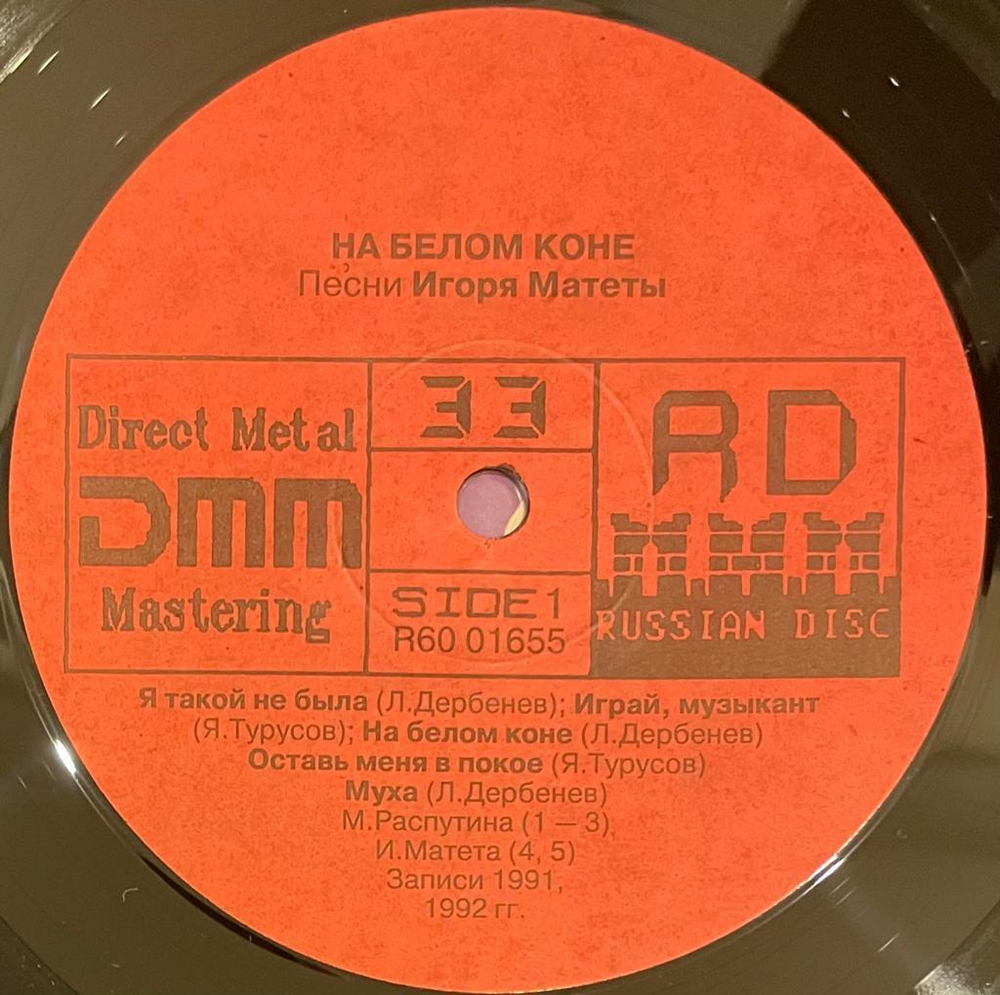 НА БЕЛОМ КОНЕ
Песни Игоря Матеты
Direct Metal
DMM
Mastering
33
SIDE 1
R60 01655
RD
RUSSIAN DISC
Я такой не была (Л.Дербенев); Играй, музыкант
(Я.Турусов); На белом коне (Л.Дербенев)
Оставь меня в покое (Я.Турусов)
Муха (Л.Дербенев)
М.Распутина (1 — 3)
И.Матета (4, 5)
Записи 1991,
1992 гг.